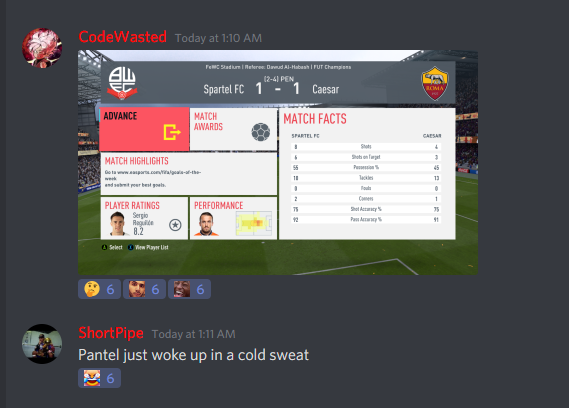 CodeWasted Today at 1:10 AM
FeWC Stadium | Referee: Dawud Al-Habash | FUT Champions
(2-4) PEN
Spartel FC 1 - 1 Caesar
ROMA
ADVANCE
MATCH AWARDS
MATCH HIGHLIGHTS
Go to www.easports.com/fifa/goals-of-the-
week
and submit your best goals.
PLAYER RATINGS
Sergio
Reguilón
8.2
PERFORMANCE
MATCH FACTS
SPARTEL FC CAESAR
8 Shots 4
6 Shots on Target 3
55 Possession % 45
18 Tackles 13
0 Fouls 0
2 Corners 1
75 Shot Accuracy % 75
92 Pass Accuracy % 91
Select View Player List
6 6 6
ShortPipe Today at 1:11 AM
Pantel just woke up in a cold sweat
6